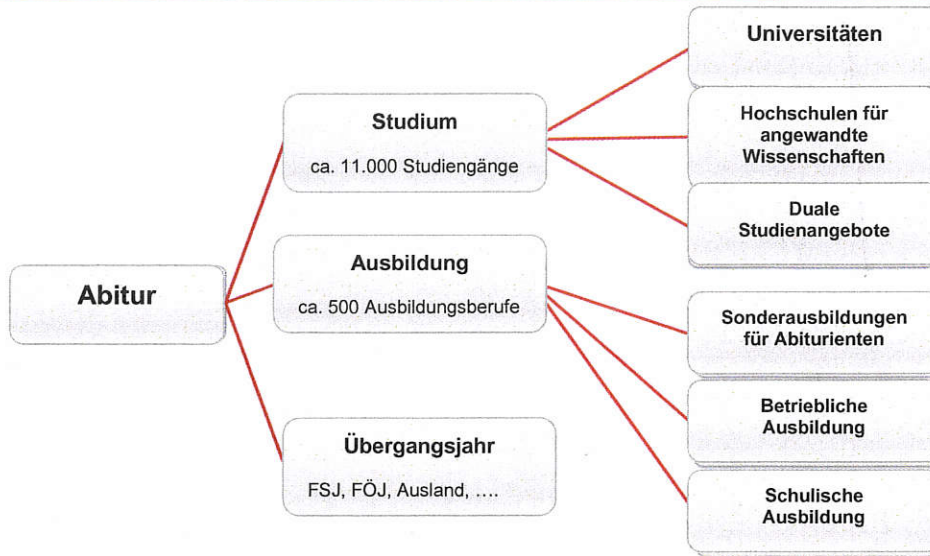 Abitur
Studium
ca. 11.000 Studiengänge
Universitäten
Hochschulen für
angewandte
Wissenschaften
Duale
Studienangebote
Ausbildung
ca. 500 Ausbildungsberufe
Sonderausbildungen
für Abiturienten
Betriebliche
Ausbildung
Schulische
Ausbildung
Übergangsjahr
FSJ, FÖJ, Ausland, ....